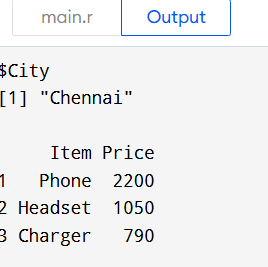 main.r
Output
$City
[1] "Chennai"
Item Price
1 Phone 2200
2 Headset 1050
3 Charger 790